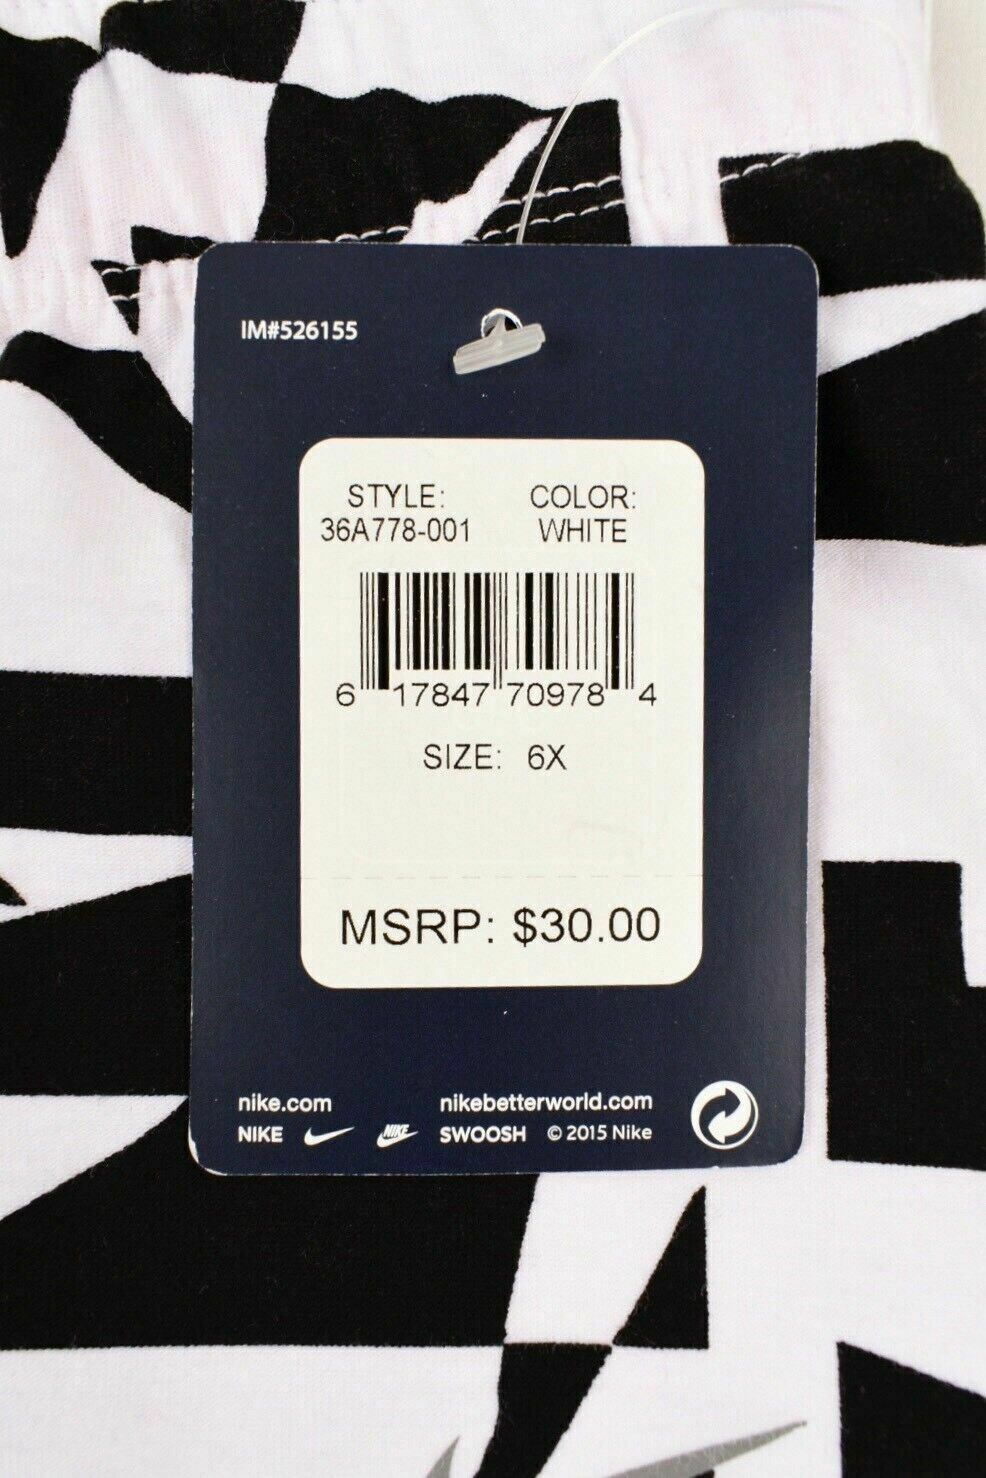 IM#526155
STYLE: COLOR:
36A778-001 WHITE
6 17847 70978 4
SIZE: 6X
MSRP: $30.00
nike.com nikebetterworld.com
NIKE NIKE SWOOSH © 2015 Nike